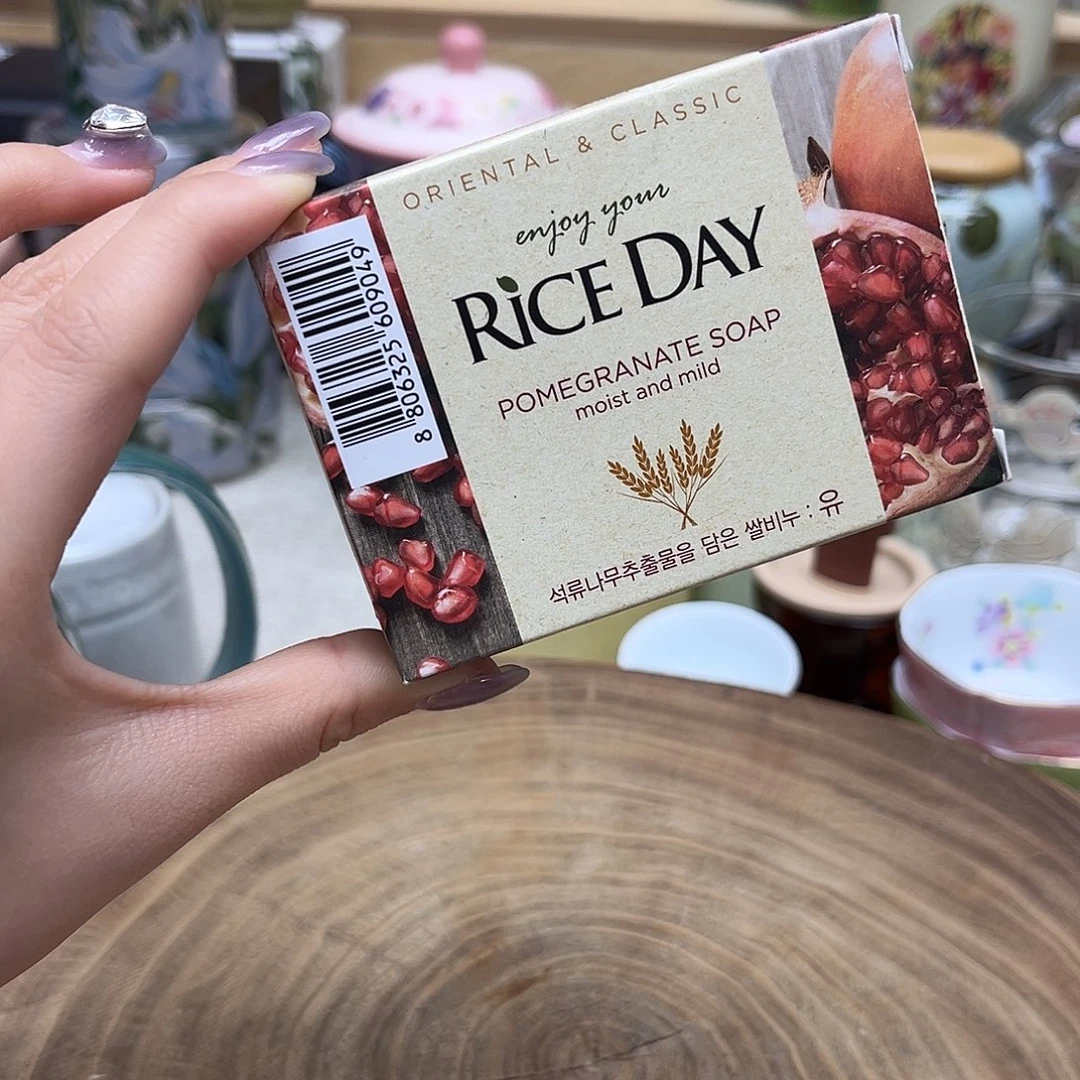 ORIENTAL & CLASSIC
enjoy your
RiCE DAY
POMEGRANATE SOAP
moist and mild
석류나무추출물을 담은 쌀비누 : 유
8 806325 609049